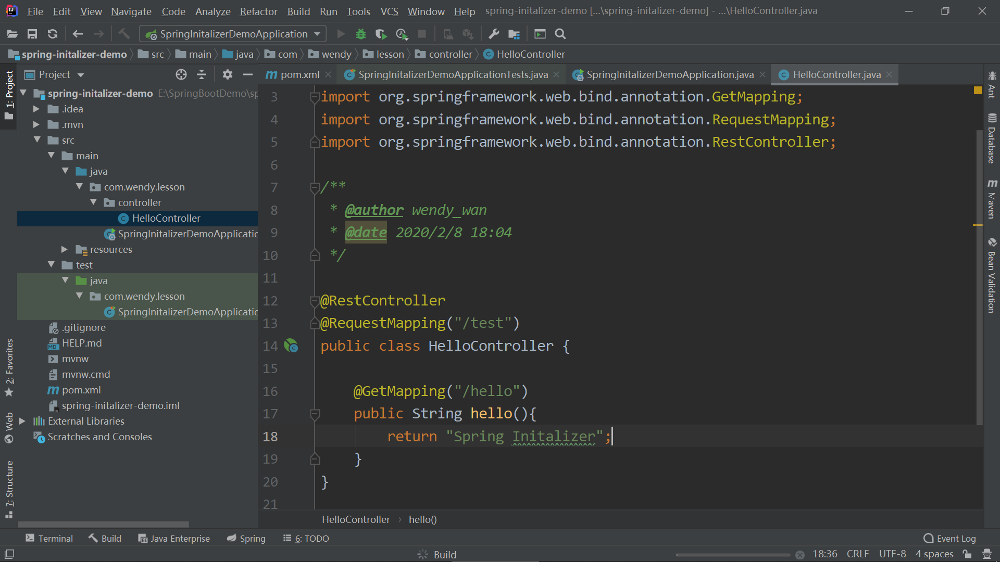 File Edit View Navigate Code Analyze Refactor Build Run Tools VCS Window Help spring-initalizer-demo [...\spring-initalizer-demo] - ...\HelloController.java
SpringInitalizerDemoApplication
spring-initalizer-demo src main java com wendy lesson controller HelloController
1: Project
2: Favorites
Web
7: Structure
Project
spring-initalizer-demo E:\SpringBootDemo\sp
.idea
.mvn
src
main
java
com.wendy.lesson
controller
HelloController
SpringInitalizerDemoApplicatio
resources
test
java
com.wendy.lesson
SpringInitalizerDemoApplicatio
.gitignore
HELP.md
mvnw
mvnw.cmd
pom.xml
spring-initalizer-demo.iml
External Libraries
Scratches and Consoles
pom.xml SpringInitalizerDemoApplicationTests.java SpringInitalizerDemoApplication.java HelloController.java
3 import org.springframework.web.bind.annotation.GetMapping;
4 import org.springframework.web.bind.annotation.RequestMapping;
5 import org.springframework.web.bind.annotation.RestController;
6
7 /**
8 * @author wendy_wan
9 * @date 2020/2/8 18:04
10 */
11
12 @RestController
13 @RequestMapping("/test")
14 public class HelloController {
15
16 @GetMapping("/hello")
17 public String hello(){
18 return "Spring Initalizer";
19 }
20 }
21
HelloController › hello()
Ant
Database
Maven
Bean Validation
Terminal Build Java Enterprise Spring 6: TODO Event Log
Build 18:36 CRLF UTF-8 4 spaces